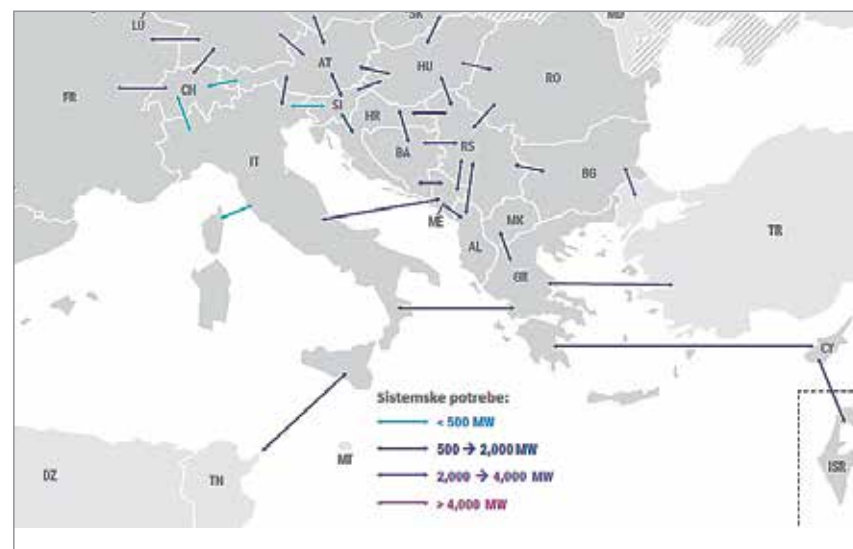 SK
MD
LU
AT
HU
RO
FR
CH
SI
HR
BA
RS
IT
BG
ME
MK
AL
TR
GR
CY
Sistemske potrebe:
< 500 MW
500 → 2,000 MW
2,000 → 4,000 MW
> 4,000 MW
MT
DZ
TN
ISR